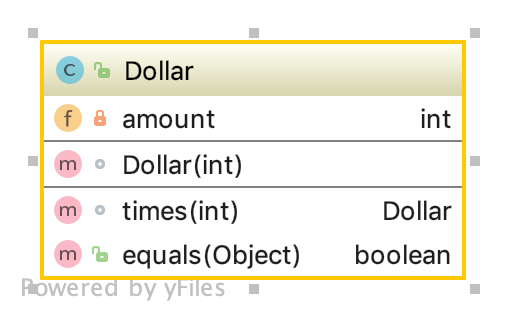 C Dollar
f amount int
m Dollar(int)
m times(int) Dollar
m equals(Object) boolean
Powered by yFiles